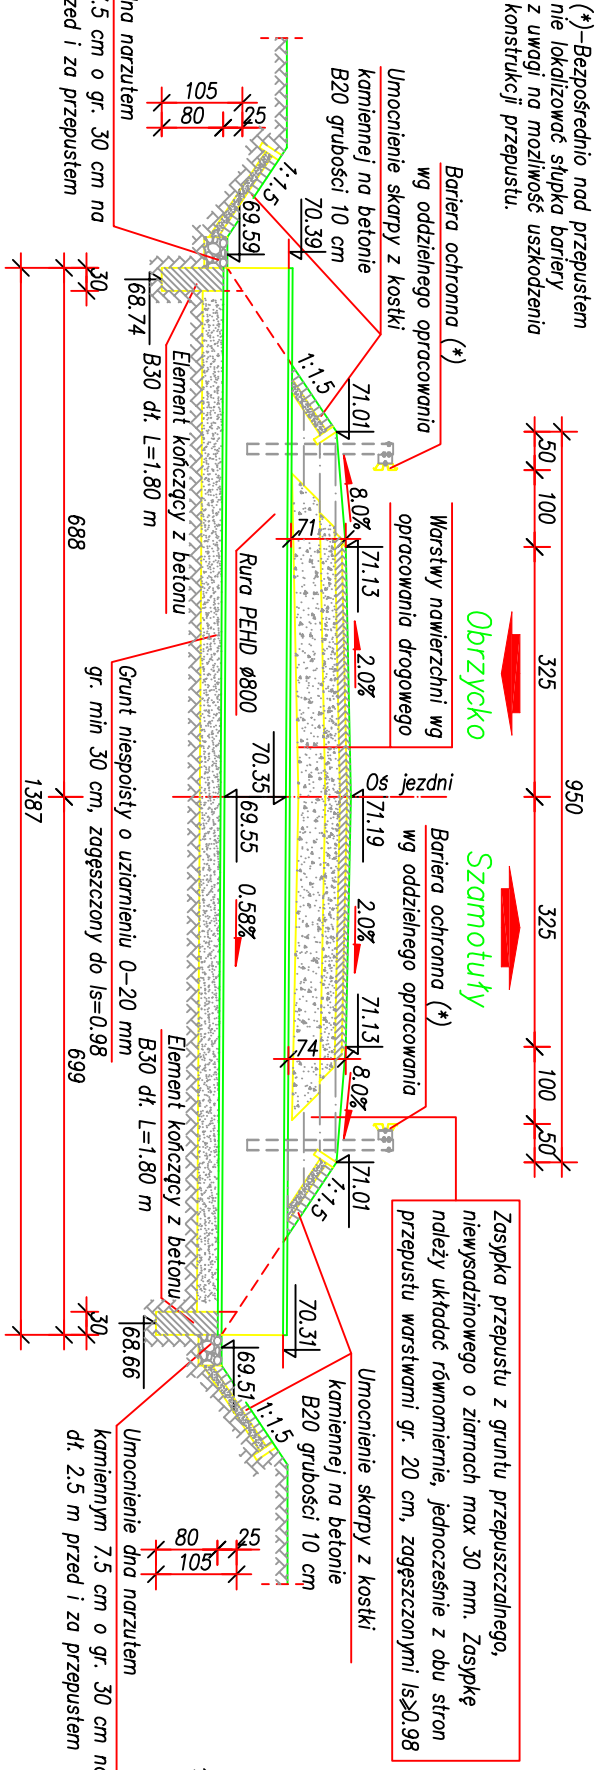 (*)–Bezpośrednio nad przepustem
nie lokalizować słupka bariery
z uwagi na mozliwość uszkodzenia
konstrukcji przepustu.
950
50
100
325
325
100
50
Obrzycko
Szamotuły
Bariera ochronna (*)
wg oddzielnego opracowania
Umocnienie skarpy z kostki
kamiennej na betonie
B20 grubości 10 cm
Warstwy nawierzchni wg
opracowania drogowego
Bariera ochronna (*)
wg oddzielnego opracowania
Zasypka przepustu z gruntu przepuszczalnego,
niewysadzinowego o ziarnach max 30 mm. Zasypkę
należy układać równomiernie, jednocześnie z obu stron
przepustu warstwami gr. 20 cm, zagęszczonymi Is≥0.98
Umocnienie skarpy z kostki
kamiennej na betonie
B20 grubości 10 cm
Oś jezdni
71.01
8.0%
71.13
2.0%
71.19
2.0%
71.13
8.0%
71.01
1:1.5
71
74
1:1.5
105
80
25
1:1.5
70.39
69.59
Rura PEHD ø800
70.35
69.55
0.58%
70.31
69.51
1:1.5
80
25
105
30
68.74
Element kończący z betonu
B30 dł. L=1.80 m
Grunt niespoisty o uziarnieniu 0–20 mm
gr. min 30 cm, zagęszczony do Is=0.98
Element kończący z betonu
B30 dł. L=1.80 m
30
68.66
dna narzutem
.5 cm o gr. 30 cm na
zed i za przepustem
Umocnienie dna narzutem
kamiennym 7.5 cm o gr. 30 cm na
dł. 2.5 m przed i za przepustem
688
699
1387